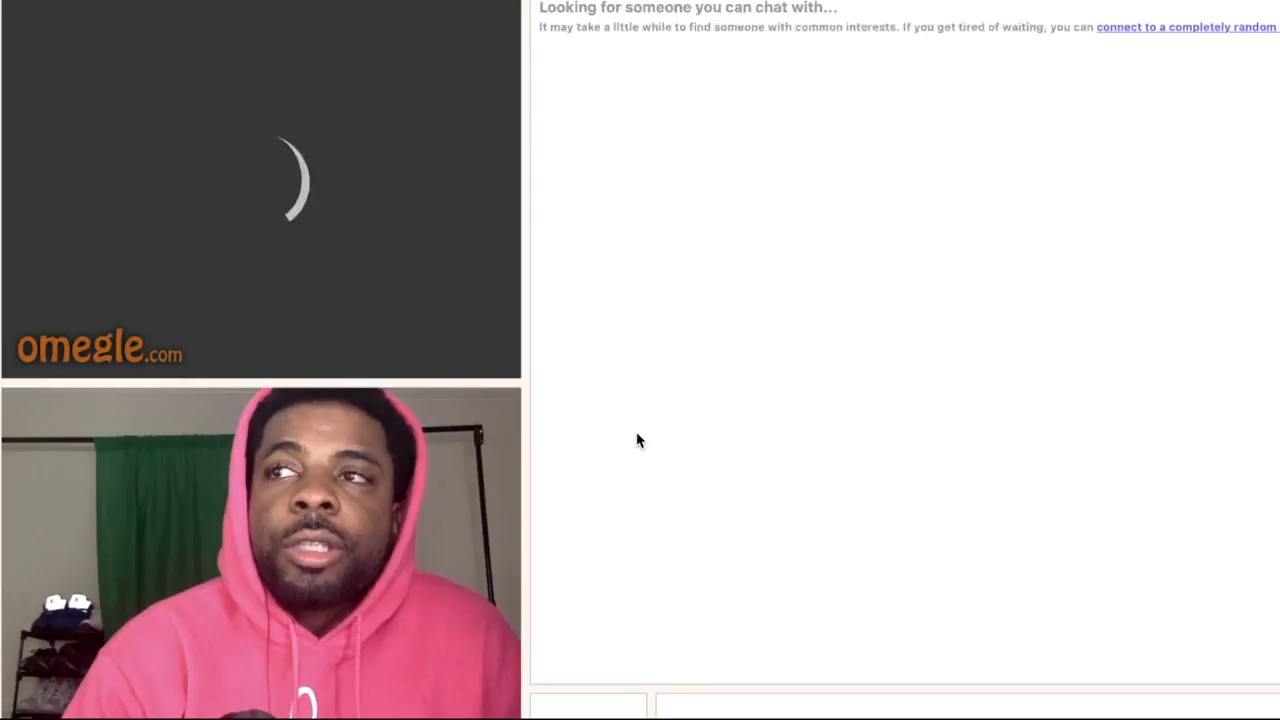 Looking for someone you can chat with...
It may take a little while to find someone with common interests. If you get tired of waiting, you can connect to a completely random
omegle.com